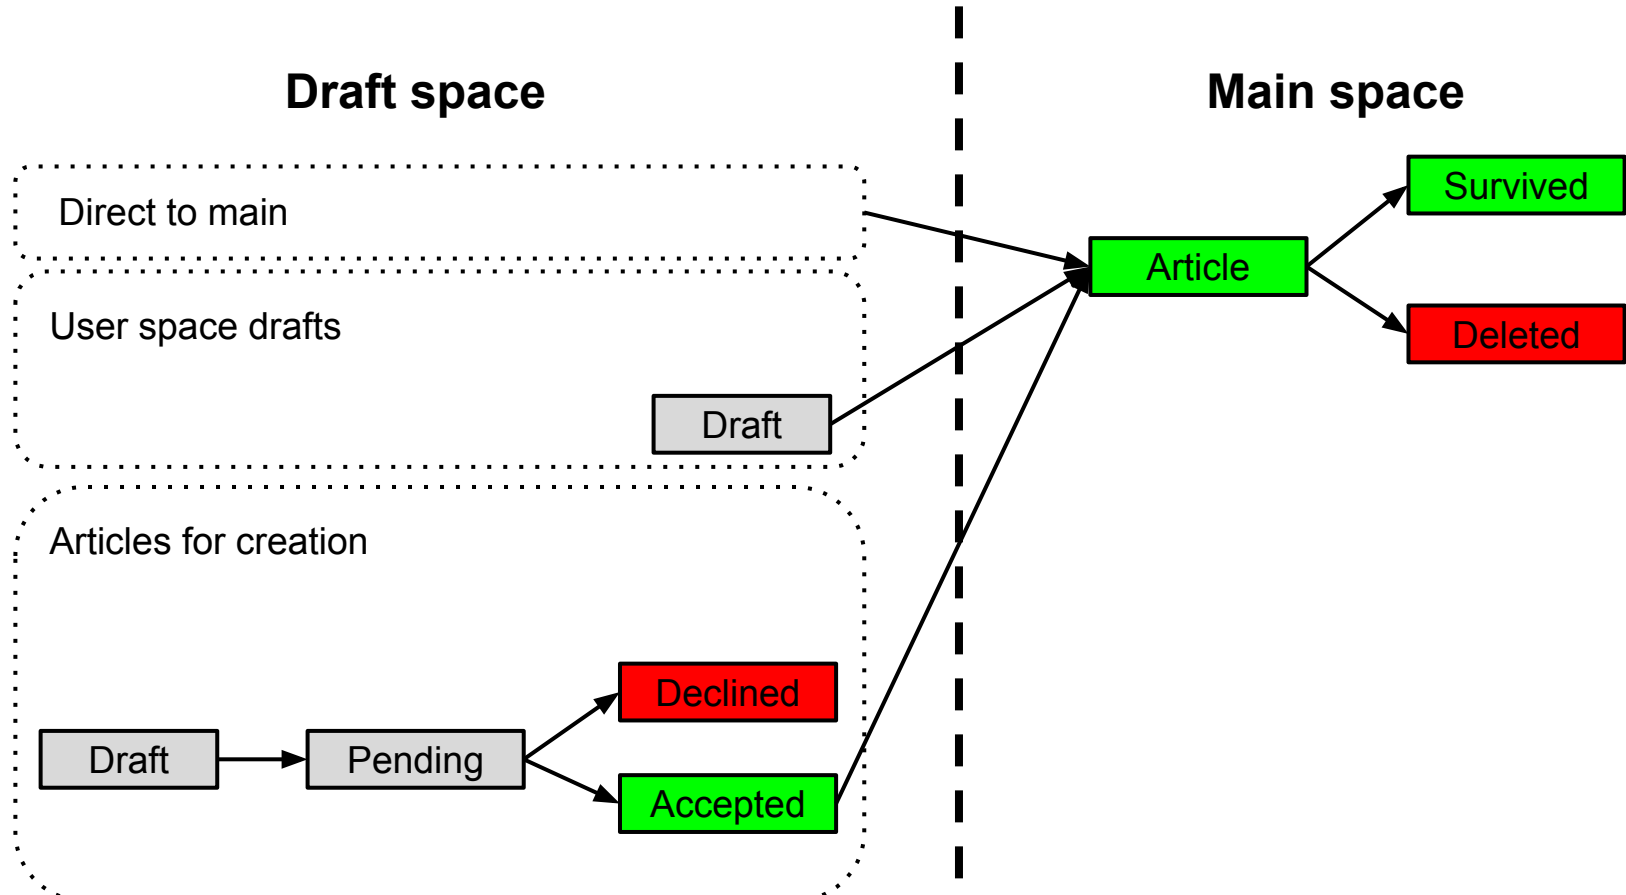 Draft space
Main space
Direct to main
Survived
Article
User space drafts
Deleted
Draft
Articles for creation
Declined
Draft
Pending
Accepted